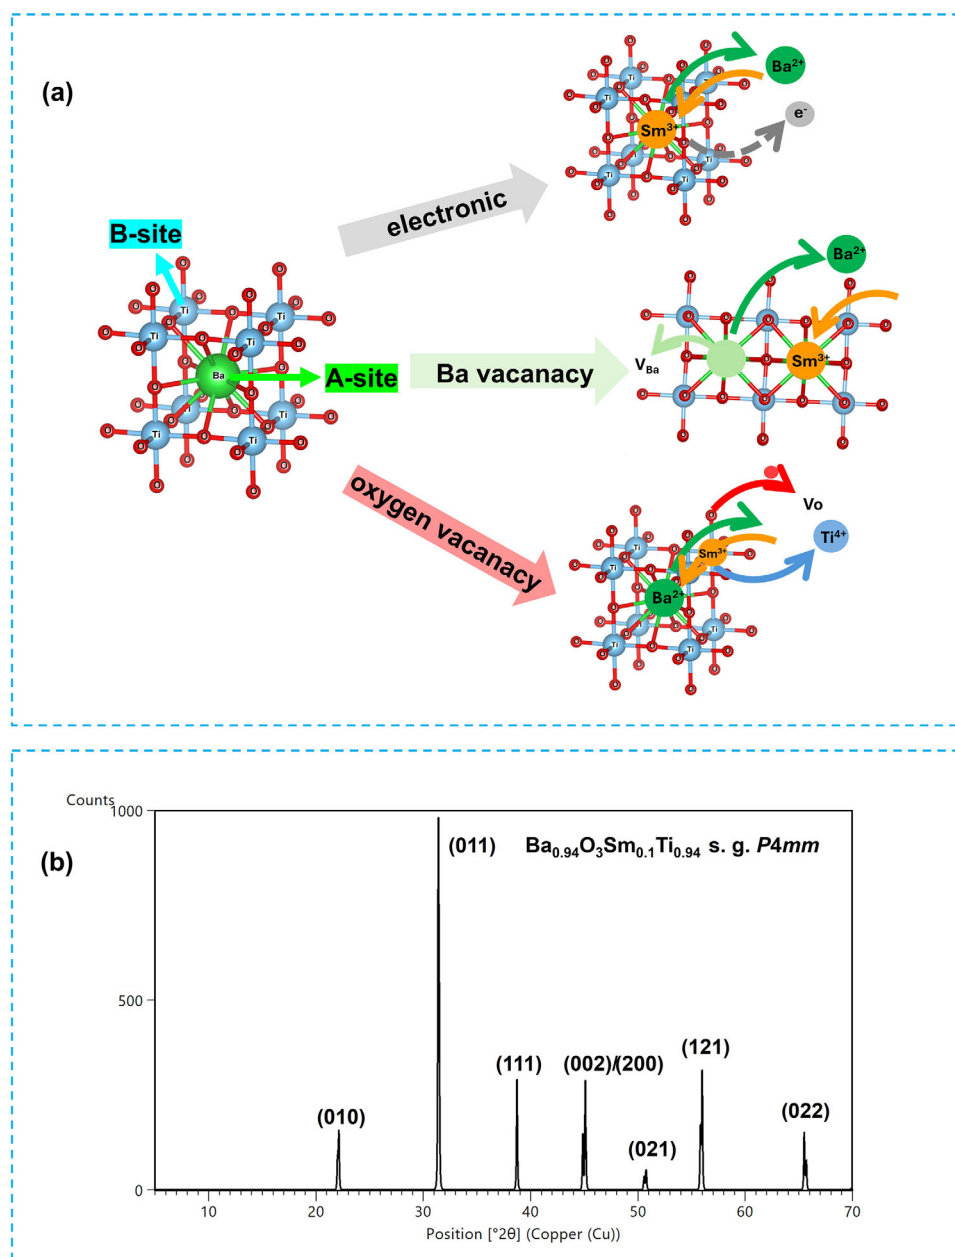 (a)
Ba²⁺
e⁻
Sm³⁺
electronic
B-site
Ba
A-site
Ba vacanacy
V_Ba
Ba²⁺
Sm³⁺
oxygen vacanacy
Vo
Ti⁴⁺
Sm³⁺
Ba²⁺
Ti
O
(b)
Counts
1000
500
0
Ba₀.₉₄O₃Sm₀.₁Ti₀.₉₄ s. g. P4mm
(010)
(011)
(111)
(002)/(200)
(021)
(121)
(022)
10 20 30 40 50 60 70
Position [°2θ] (Copper (Cu))